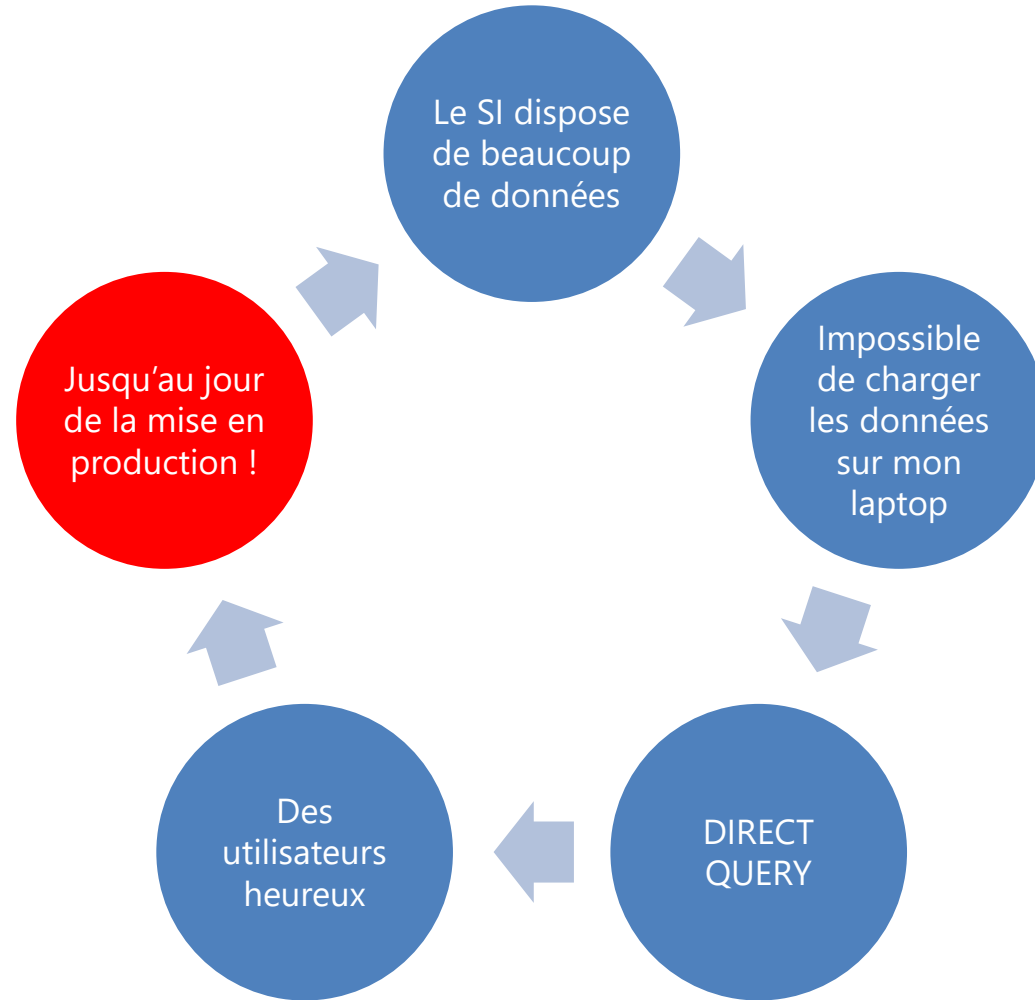 Le SI dispose
de beaucoup
de données
Impossible
de charger
les données
sur mon
laptop
DIRECT
QUERY
Des
utilisateurs
heureux
Jusqu’au jour
de la mise en
production !